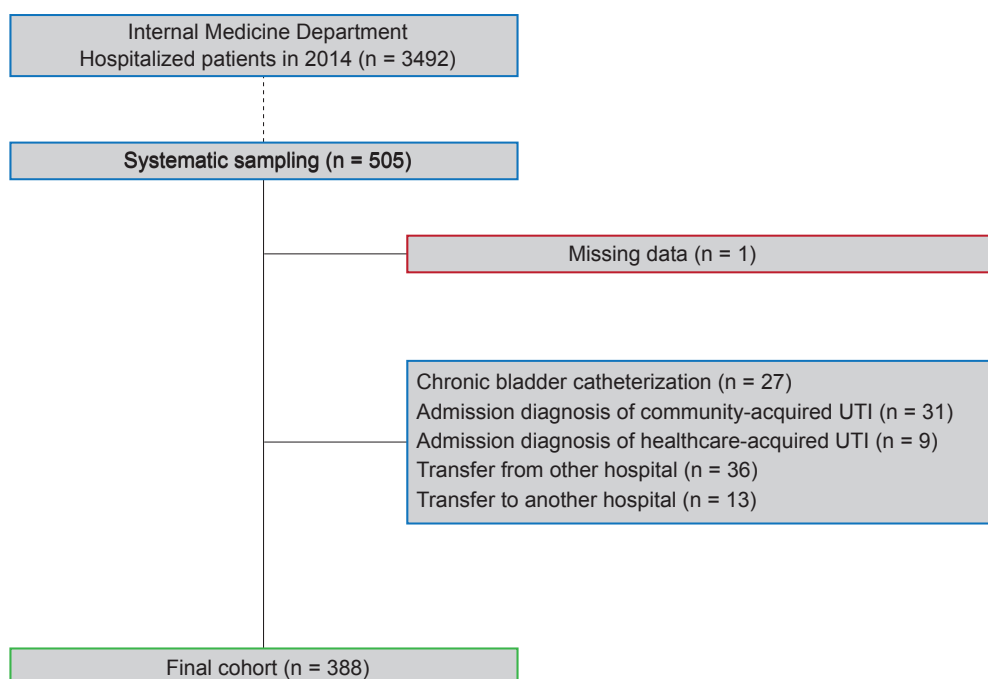 Internal Medicine Department
Hospitalized patients in 2014 (n = 3492)
Systematic sampling (n = 505)
Missing data (n = 1)
Chronic bladder catheterization (n = 27)
Admission diagnosis of community-acquired UTI (n = 31)
Admission diagnosis of healthcare-acquired UTI (n = 9)
Transfer from other hospital (n = 36)
Transfer to another hospital (n = 13)
Final cohort (n = 388)